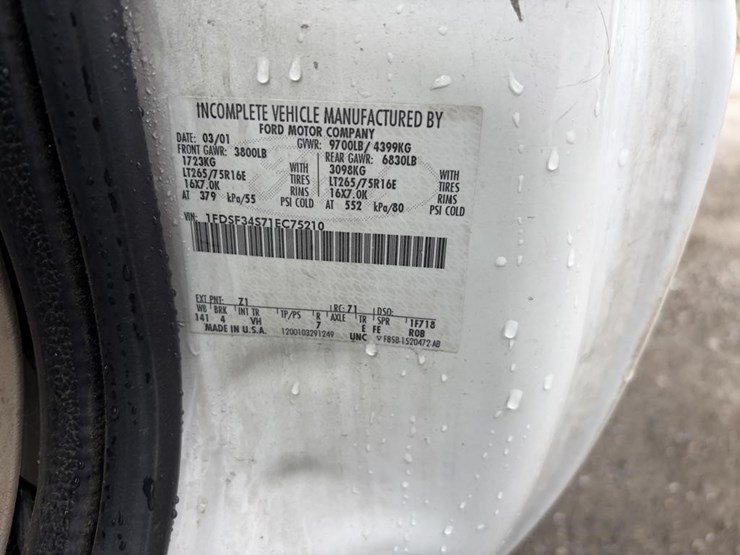 INCOMPLETE VEHICLE MANUFACTURED BY
FORD MOTOR COMPANY
DATE: 03/01 GVWR: 9700LB/ 4399KG
FRONT GAWR: 3800LB REAR GAWR: 6830LB
1723KG WITH 3098KG WITH
LT265/75R16E TIRES LT265/75R16E TIRES
16X7.0K RIMS 16X7.0K RIMS
AT 379 kPa/55 PSI COLD AT 552 kPa/80 PSI COLD
VIN: 1FDSF34S71EC75210
EXT PNT: Z1 RC: 71 DSO:
WB BRK INT TR TP/PS R AXLE TR SPR 1F718
141 4 VH 7 E FE ROB
MADE IN U.S.A. 1200103291249 UNC ▽ F85B-1520472-AB